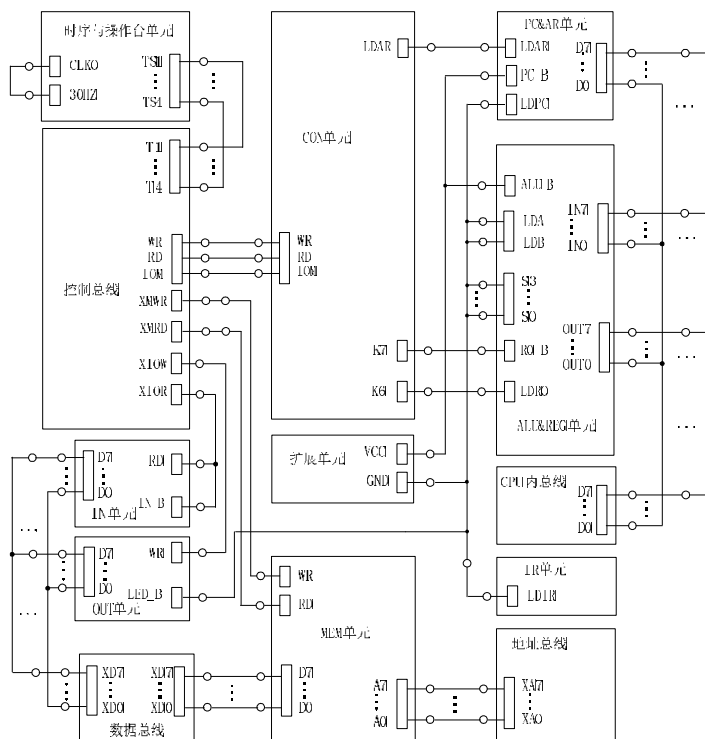 时序与操作台单元
CLK0
30HZ
TS1
TS4
控制总线
T1
T4
WR
RD
IOM
XMWR
XMRD
XIOW
XIOR
CON单元
LDAR
WR
RD
IOM
K7
K6
PC&AR单元
LDAR
PC_B
LDPC
D7
D0
...
ALU_B
LDA
LDB
S3
S0
R0_B
LDR0
IN7
IN0
OUT7
OUT0
ALU&REG单元
...
...
...
扩展单元
VCC
GND
CPU内总线
D7
D0
IN单元
D7
D0
RD
IN_B
...
OUT单元
D7
D0
WR
LED_B
...
IR单元
LDIR
MEM单元
WR
RD
D7
D0
A7
A0
地址总线
XA7
XA0
数据总线
XD7
XD0
XD7
XD0